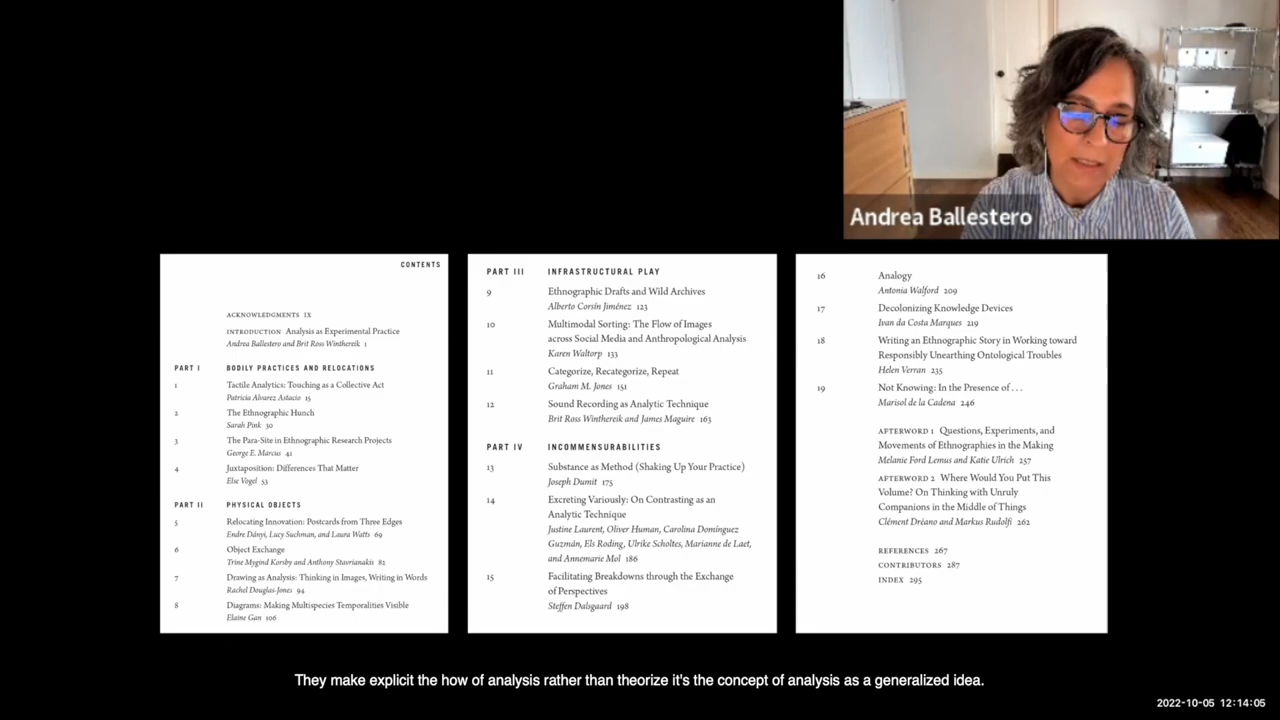 Andrea Ballestero
CONTENTS
ACKNOWLEDGMENTS IX
INTRODUCTION Analysis as Experimental Practice
Andrea Ballestero and Brit Ross Winthereik 1
PART I BODILY PRACTICES AND RELOCATIONS
1 Tactile Analytics: Touching as a Collective Act
Patricia Alvarez Astacio 15
2 The Ethnographic Hunch
Sarah Pink 30
3 The Para-Site in Ethnographic Research Projects
George E. Marcus 41
4 Juxtaposition: Differences That Matter
Else Vogel 53
PART II PHYSICAL OBJECTS
5 Relocating Innovation: Postcards from Three Edges
Endre Dányi, Lucy Suchman, and Laura Watts 69
6 Object Exchange
Trine Mygind Korsby and Anthony Stavrianakis 82
7 Drawing as Analysis: Thinking in Images, Writing in Words
Rachel Douglas-Jones 94
8 Diagrams: Making Multispecies Temporalities Visible
Elaine Gan 106
PART III INFRASTRUCTURAL PLAY
9 Ethnographic Drafts and Wild Archives
Alberto Corsín Jiménez 123
10 Multimodal Sorting: The Flow of Images
across Social Media and Anthropological Analysis
Karen Waltorp 133
11 Categorize, Recategorize, Repeat
Graham M. Jones 151
12 Sound Recording as Analytic Technique
Brit Ross Winthereik and James Maguire 163
PART IV INCOMMENSURABILITIES
13 Substance as Method (Shaking Up Your Practice)
Joseph Dumit 175
14 Excreting Variously: On Contrasting as an
Analytic Technique
Justine Laurent, Oliver Human, Carolina Domínguez
Guzmán, Els Roding, Ulrike Scholtes, Marianne de Laet,
and Annemarie Mol 186
15 Facilitating Breakdowns through the Exchange
of Perspectives
Steffen Dalsgaard 198
16 Analogy
Antonia Walford 209
17 Decolonizing Knowledge Devices
Ivan da Costa Marques 219
18 Writing an Ethnographic Story in Working toward
Responsibly Unearthing Ontological Troubles
Helen Verran 235
19 Not Knowing: In the Presence of . . .
Marisol de la Cadena 246
AFTERWORD 1 Questions, Experiments, and
Movements of Ethnographies in the Making
Melanie Ford Lemus and Katie Ulrich 257
AFTERWORD 2 Where Would You Put This
Volume? On Thinking with Unruly
Companions in the Middle of Things
Clément Dréano and Markus Rudolfi 262
REFERENCES 267
CONTRIBUTORS 287
INDEX 295
They make explicit the how of analysis rather than theorize it's the concept of analysis as a generalized idea.
2022-10-05 12:14:05